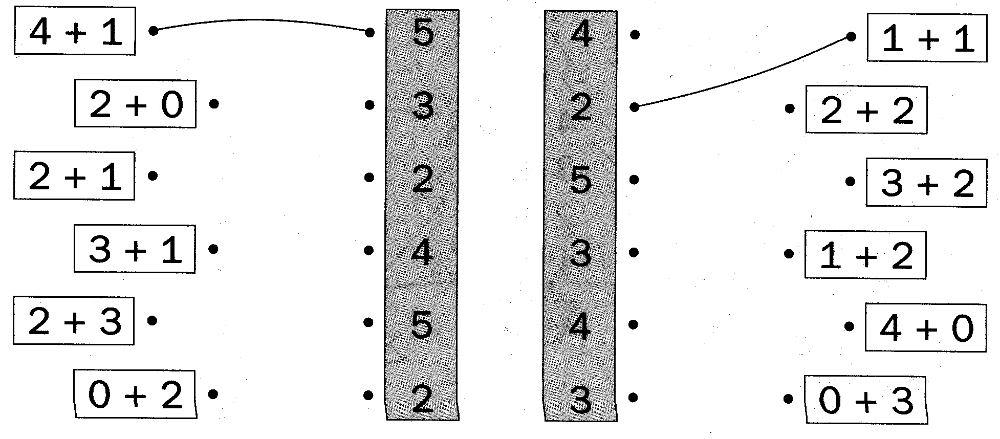 4 + 1 5 4 1 + 1
2 + 0 3 2 2 + 2
2 + 1 2 5 3 + 2
3 + 1 4 3 1 + 2
2 + 3 5 4 4 + 0
0 + 2 2 3 0 + 3